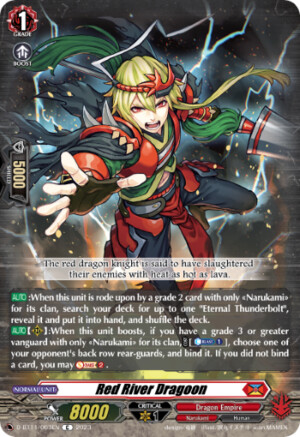 1
GRADE
BOOST
5000
SHIELD
The red dragon knight is said to have slaughtered
their enemies with heat as hot as lava.
AUTO:When this unit is rode upon by a grade 2 card with only «Narukami»
for its clan, search your deck for up to one "Eternal Thunderbolt",
reveal it and put it into hand, and shuffle the deck.
AUTO [ ]:When this unit boosts, if you have a grade 3 or greater
vanguard with only «Narukami» for its clan, [ ], choose one
of your opponent's back row rear-guards, and bind it. If you did not bind
a card, you may
NORMAL UNIT
Red River Dragoon
POWER
8000
CRITICAL
1
Dragon Empire
Narukami
Human